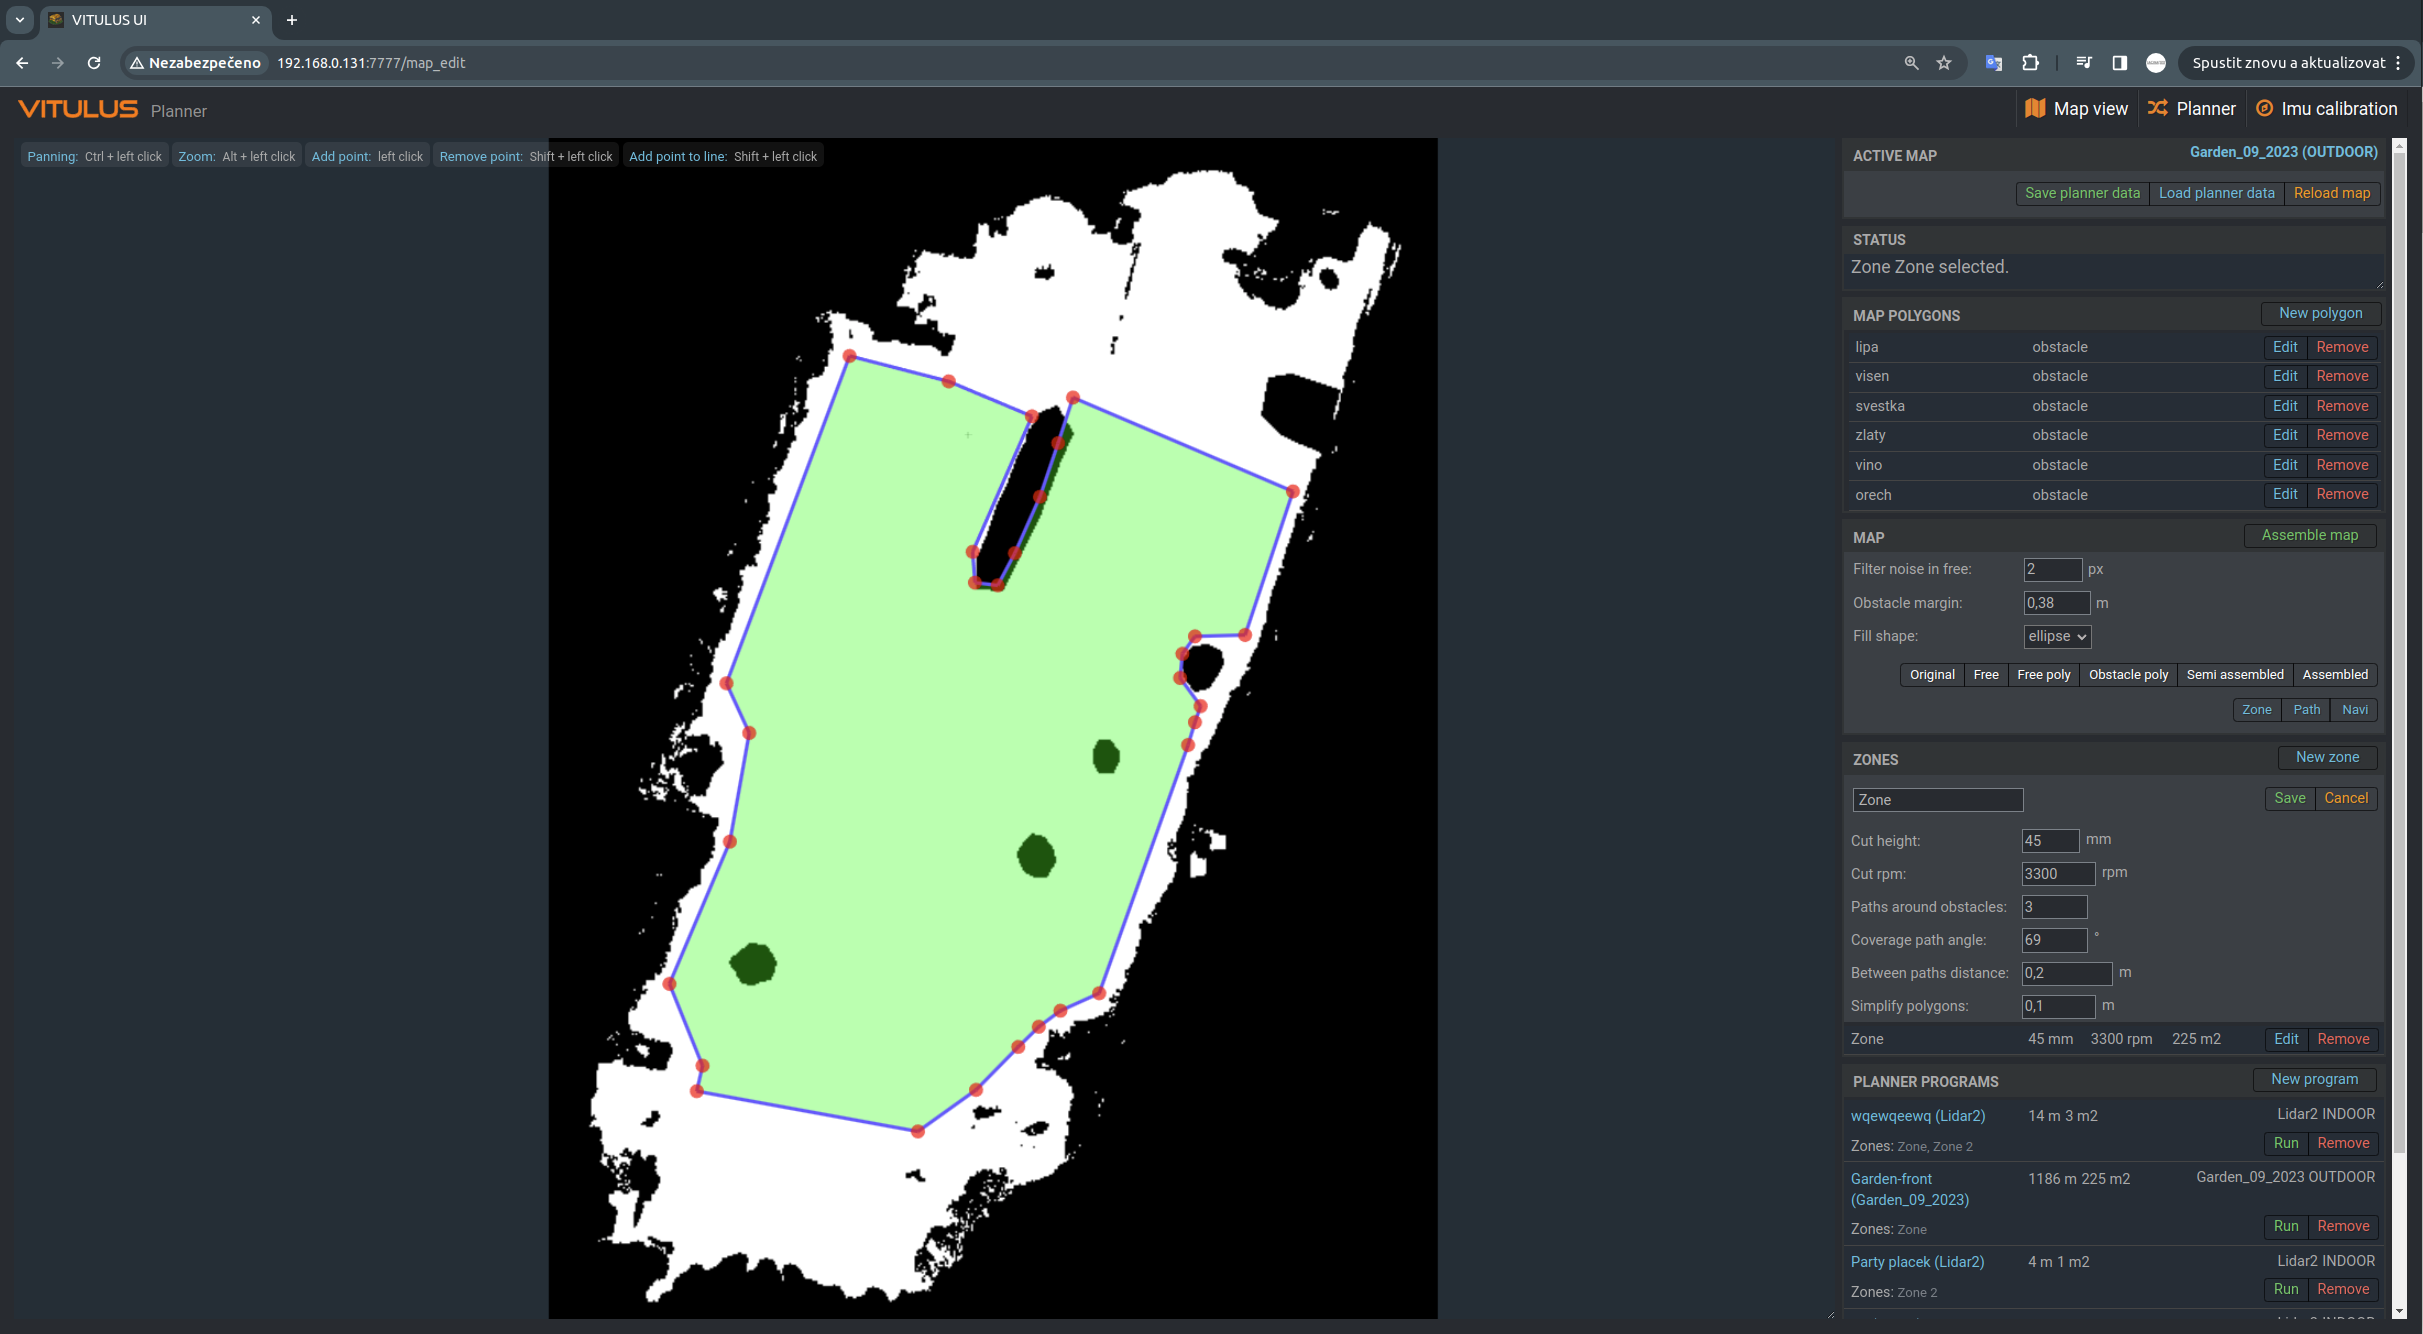 VITULUS UI
Nezabezpečeno 192.168.0.131:7777/map_edit
Spustit znovu a aktualizovat
VITULUS Planner
Map view Planner Imu calibration
Panning: Ctrl + left click Zoom: Alt + left click Add point: left click Remove point: Shift + left click Add point to line: Shift + left click
ACTIVE MAP Garden_09_2023 (OUTDOOR)
Save planner data Load planner data Reload map
STATUS
Zone Zone selected.
MAP POLYGONS New polygon
lipa obstacle Edit Remove
visen obstacle Edit Remove
svestka obstacle Edit Remove
zlaty obstacle Edit Remove
vino obstacle Edit Remove
orech obstacle Edit Remove
MAP Assemble map
Filter noise in free: 2 px
Obstacle margin: 0,38 m
Fill shape: ellipse
Original Free Free poly Obstacle poly Semi assembled Assembled
Zone Path Navi
ZONES New zone
Zone Save Cancel
Cut height: 45 mm
Cut rpm: 3300 rpm
Paths around obstacles: 3
Coverage path angle: 69 °
Between paths distance: 0,2 m
Simplify polygons: 0,1 m
Zone 45 mm 3300 rpm 225 m2 Edit Remove
PLANNER PROGRAMS New program
wqewqeewq (Lidar2) 14 m 3 m2 Lidar2 INDOOR
Zones: Zone, Zone 2 Run Remove
Garden-front 1186 m 225 m2 Garden_09_2023 OUTDOOR
(Garden_09_2023)
Zones: Zone Run Remove
Party placek (Lidar2) 4 m 1 m2 Lidar2 INDOOR
Zones: Zone 2 Run Remove